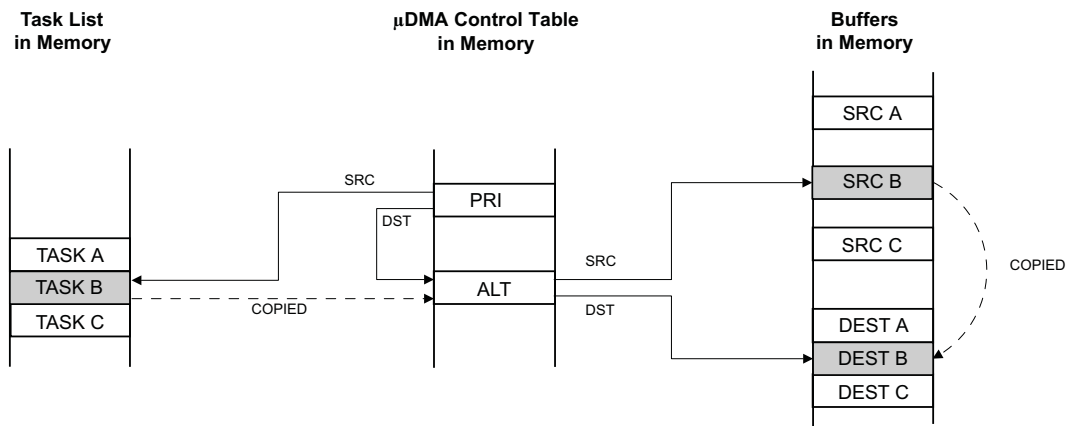 Task List
in Memory
µDMA Control Table
in Memory
Buffers
in Memory
SRC A
SRC B
SRC C
DEST A
DEST B
DEST C
SRC
PRI
DST
ALT
SRC
DST
TASK A
TASK B
TASK C
COPIED
COPIED